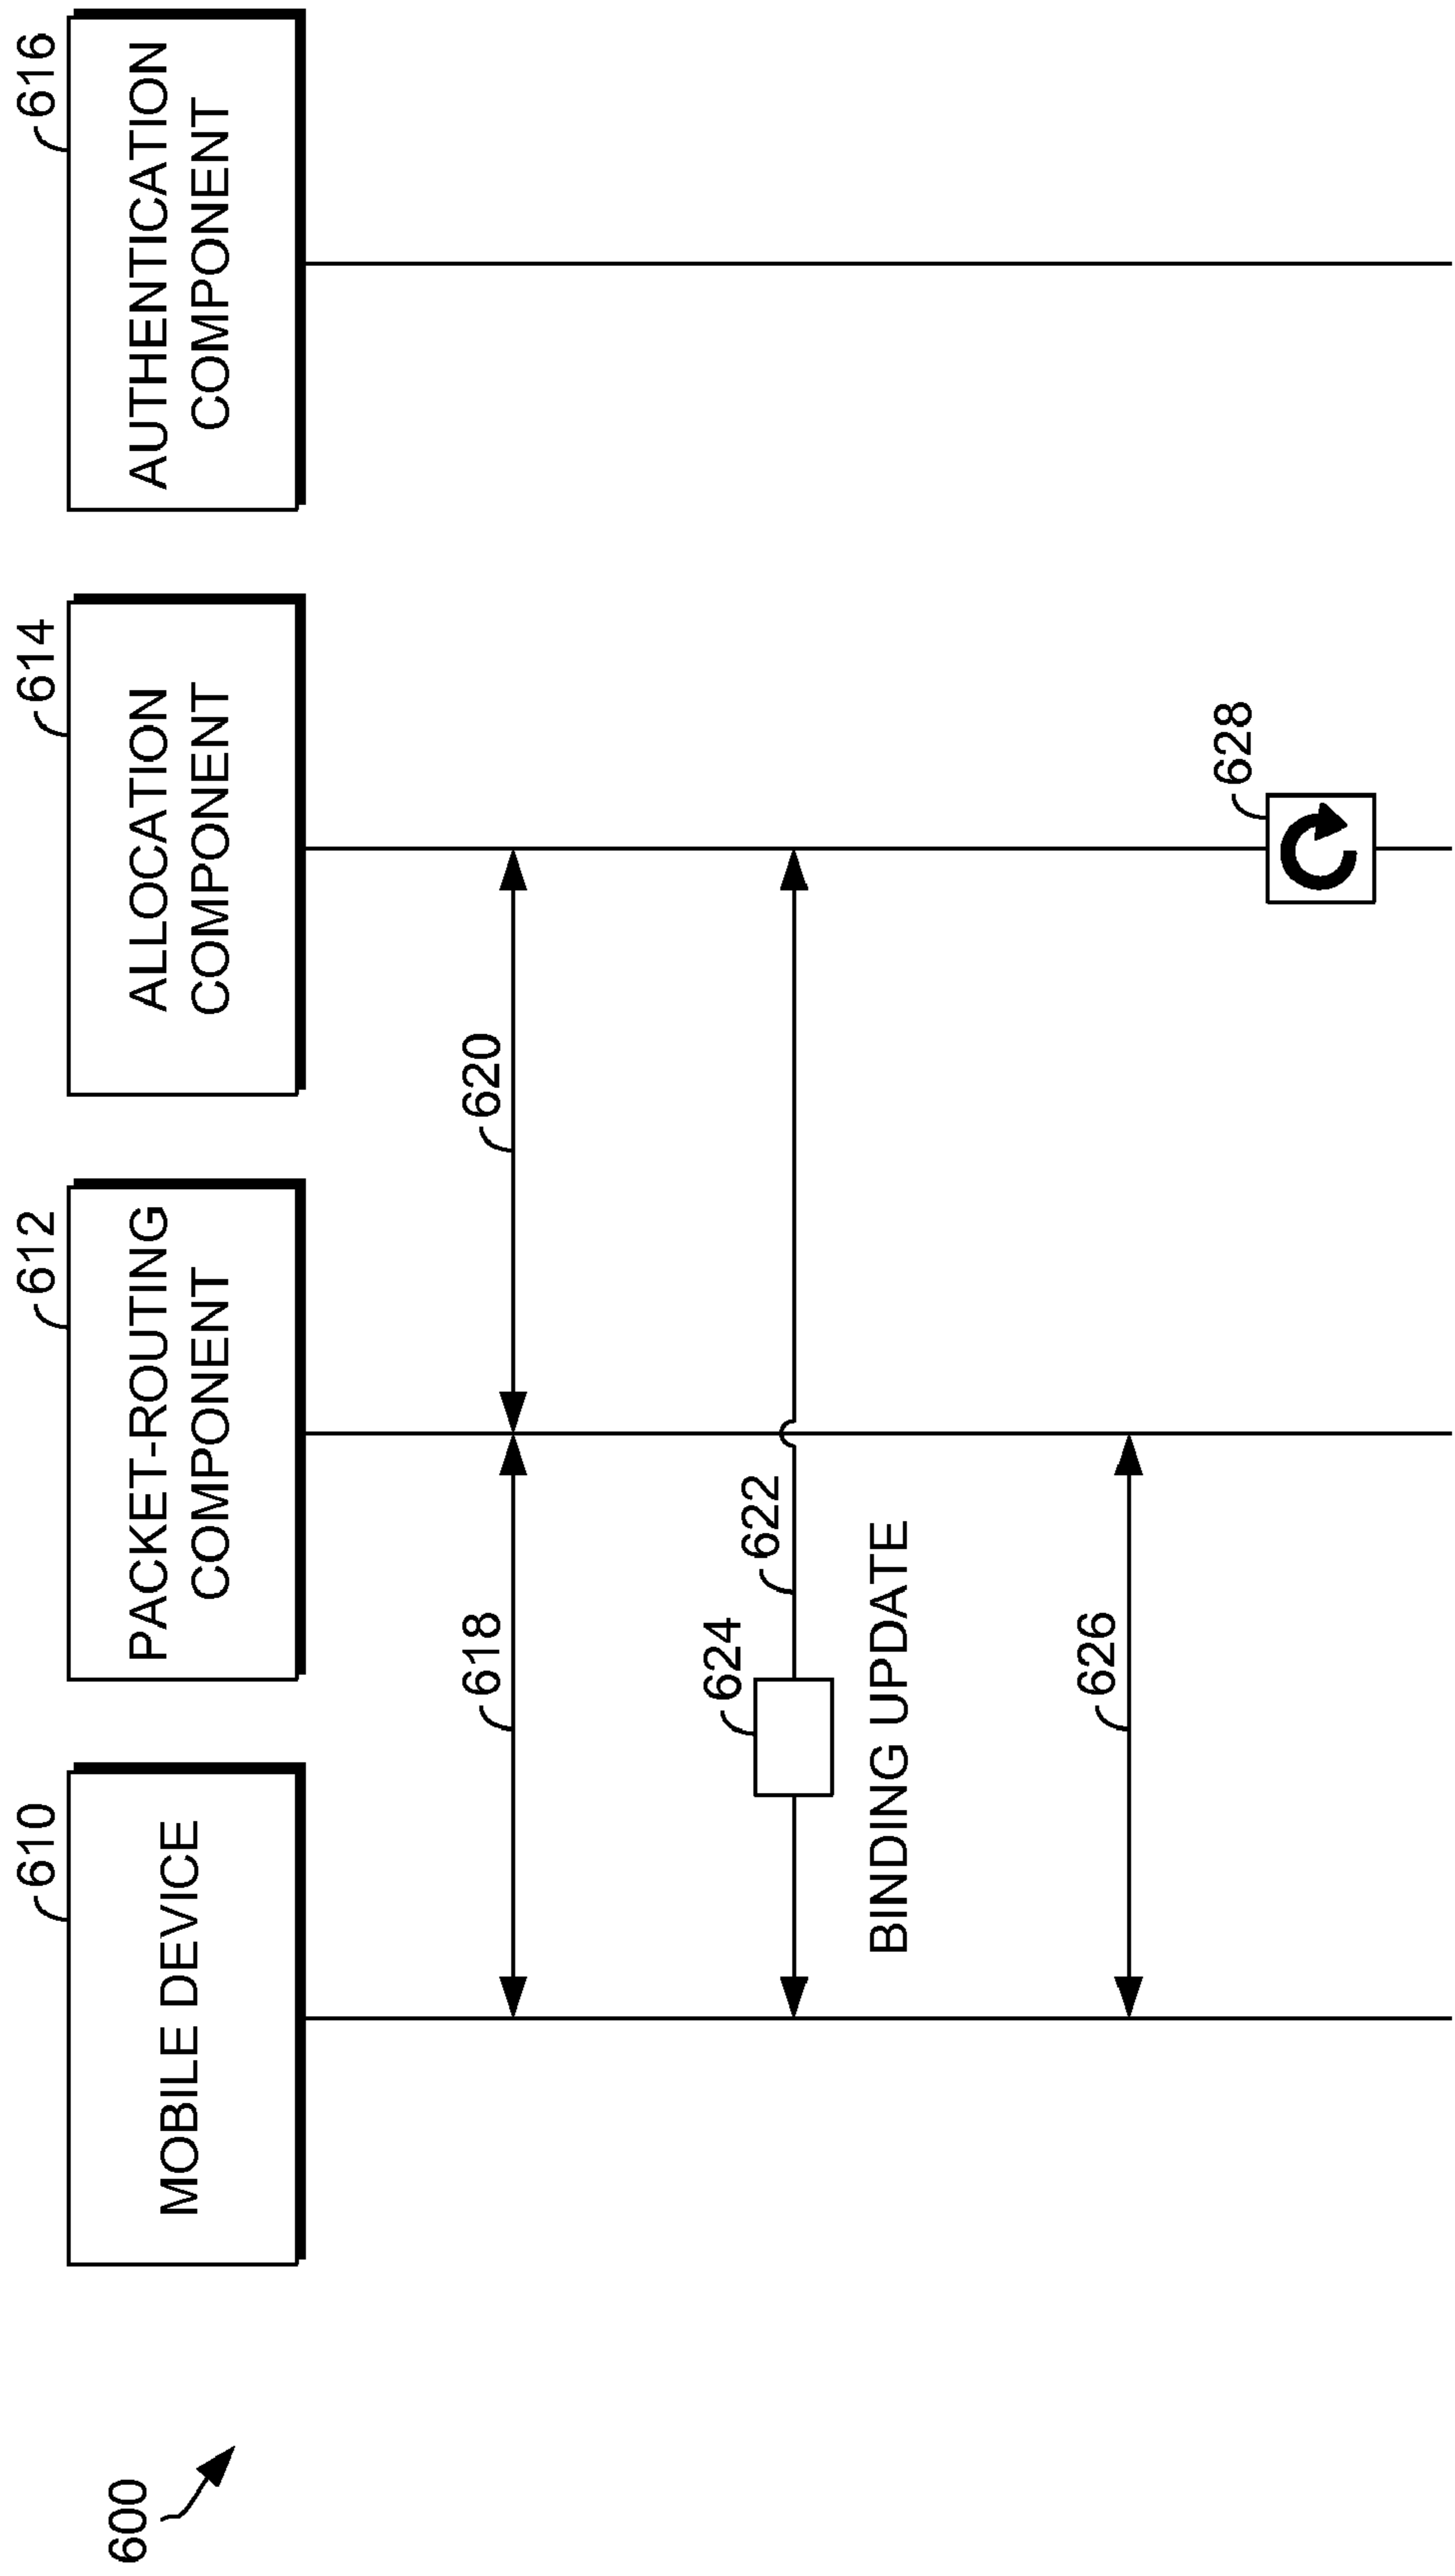 600
610
612
614
616
MOBILE DEVICE
PACKET-ROUTING
COMPONENT
ALLOCATION
COMPONENT
AUTHENTICATION
COMPONENT
618
620
624
622
BINDING UPDATE
626
628